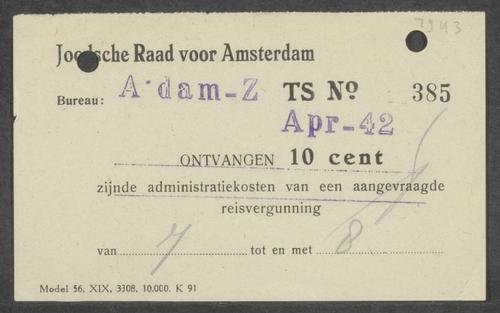 3943
Joodsche Raad voor Amsterdam
Bureau: A'dam-Z TS Nº 385
Apr-42
ONTVANGEN 10 cent
zijnde administratiekosten van een aangevraagde
reisvergunning
van 7 tot en met 8
Model 56, XIX, 3308, 10.000. K 91